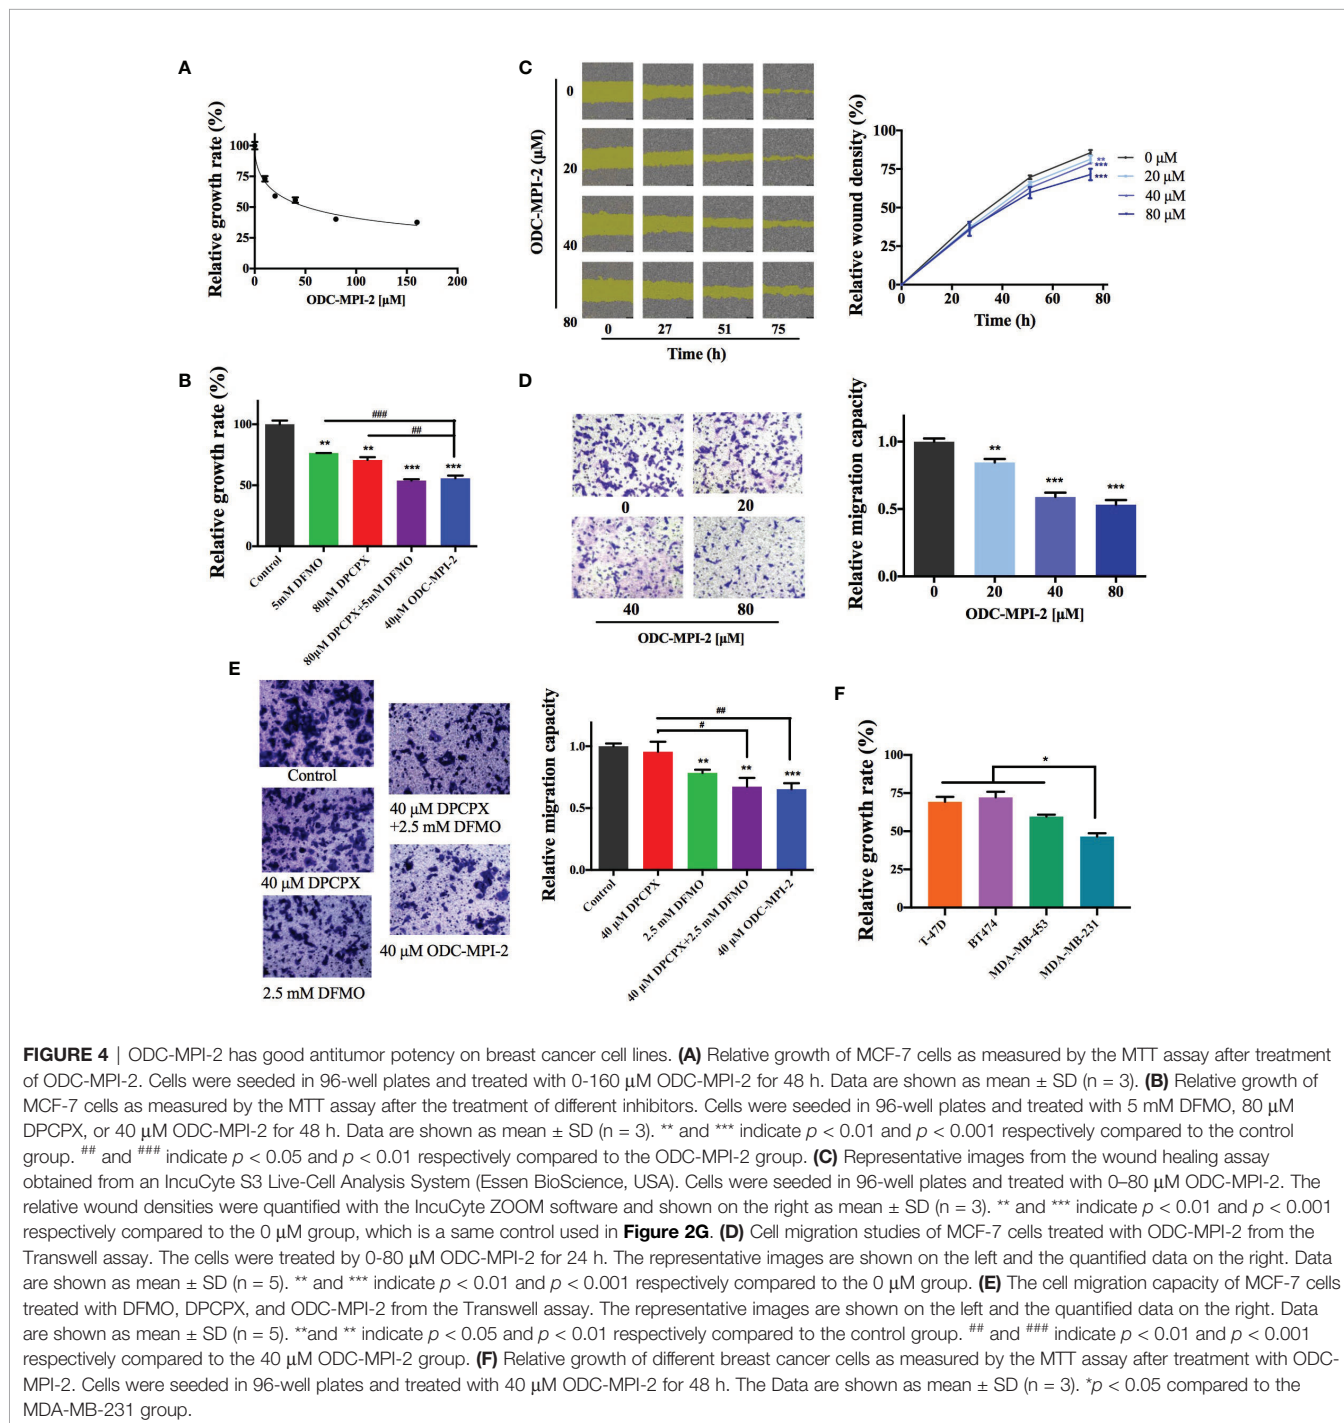 A
Relative growth rate (%)
100
75
50
25
0
0 50 100 150 200
ODC-MPI-2 [µM]
C
ODC-MPI-2 (µM)
0
20
40
80
0 27 51 75
Time (h)
Relative wound density (%)
100
75
50
25
0
0 20 40 60 80
Time (h)
**
***
***
0 µM
20 µM
40 µM
80 µM
B
Relative growth rate (%)
100
50
0
###
##
** ** *** ***
Control
5mM DFMO
80µM DPCPX
80µM DPCPX+5mM DFMO
40µM ODC-MPI-2
D
0 20
40 80
ODC-MPI-2 [µM]
Relative migration capacity
1.0
0.5
0.0
** *** ***
0 20 40 80
ODC-MPI-2 [µM]
E
Control
40 µM DPCPX
2.5 mM DFMO
40 µM DPCPX
+2.5 mM DFMO
40 µM ODC-MPI-2
Relative migration capacity
1.0
0.5
0.0
##
#
** ** ***
Control
40 µM DPCPX
2.5 mM DFMO
40 µM DPCPX+2.5 mM DFMO
40 µM ODC-MPI-2
F
Relative growth rate (%)
100
75
50
25
0
*
T-47D
BT474
MDA-MB-453
MDA-MB-231
FIGURE 4 | ODC-MPI-2 has good antitumor potency on breast cancer cell lines. (A) Relative growth of MCF-7 cells as measured by the MTT assay after treatment
of ODC-MPI-2. Cells were seeded in 96-well plates and treated with 0-160 µM ODC-MPI-2 for 48 h. Data are shown as mean ± SD (n = 3). (B) Relative growth of
MCF-7 cells as measured by the MTT assay after the treatment of different inhibitors. Cells were seeded in 96-well plates and treated with 5 mM DFMO, 80 µM
DPCPX, or 40 µM ODC-MPI-2 for 48 h. Data are shown as mean ± SD (n = 3). ** and *** indicate p < 0.01 and p < 0.001 respectively compared to the control
group. ## and ### indicate p < 0.05 and p < 0.01 respectively compared to the ODC-MPI-2 group. (C) Representative images from the wound healing assay
obtained from an IncuCyte S3 Live-Cell Analysis System (Essen BioScience, USA). Cells were seeded in 96-well plates and treated with 0–80 µM ODC-MPI-2. The
relative wound densities were quantified with the IncuCyte ZOOM software and shown on the right as mean ± SD (n = 3). ** and *** indicate p < 0.01 and p < 0.001
respectively compared to the 0 µM group, which is a same control used in Figure 2G. (D) Cell migration studies of MCF-7 cells treated with ODC-MPI-2 from the
Transwell assay. The cells were treated by 0-80 µM ODC-MPI-2 for 24 h. The representative images are shown on the left and the quantified data on the right. Data
are shown as mean ± SD (n = 5). ** and *** indicate p < 0.01 and p < 0.001 respectively compared to the 0 µM group. (E) The cell migration capacity of MCF-7 cells
treated with DFMO, DPCPX, and ODC-MPI-2 from the Transwell assay. The representative images are shown on the left and the quantified data on the right. Data
are shown as mean ± SD (n = 5). **and ** indicate p < 0.05 and p < 0.01 respectively compared to the control group. ## and ### indicate p < 0.01 and p < 0.001
respectively compared to the 40 µM ODC-MPI-2 group. (F) Relative growth of different breast cancer cells as measured by the MTT assay after treatment with ODC-
MPI-2. Cells were seeded in 96-well plates and treated with 40 µM ODC-MPI-2 for 48 h. The Data are shown as mean ± SD (n = 3). *p < 0.05 compared to the
MDA-MB-231 group.